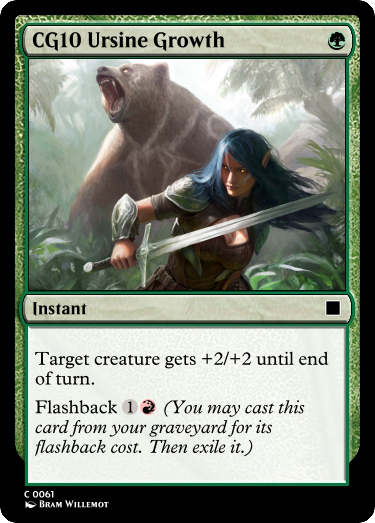 CG10 Ursine Growth
Instant
Target creature gets +2/+2 until end
of turn.
Flashback 1 (You may cast this
card from your graveyard for its
flashback cost. Then exile it.)
C 0061
Bram Willemot